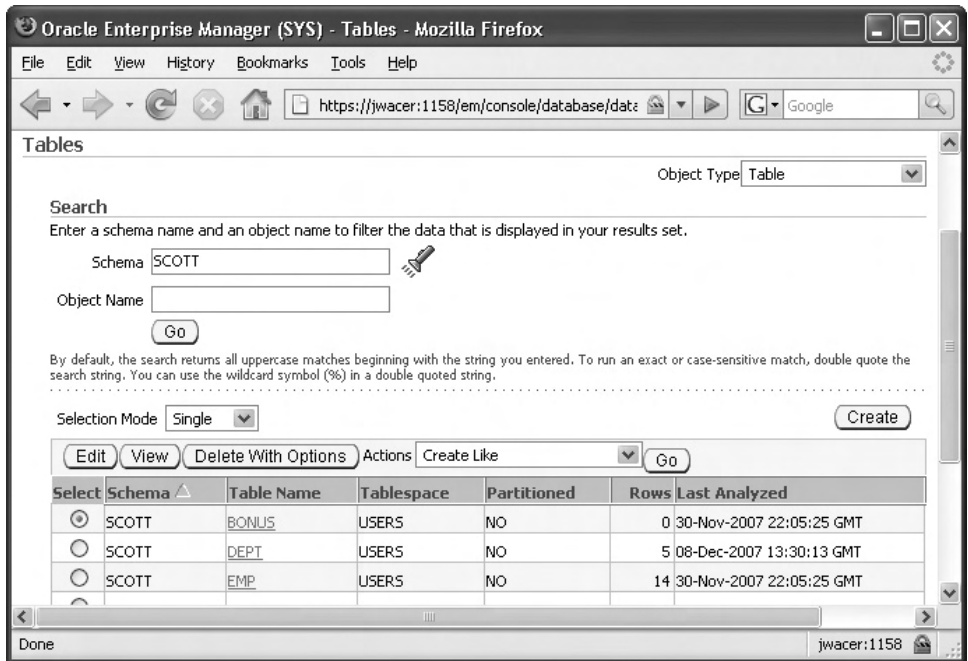 Oracle Enterprise Manager (SYS) - Tables - Mozilla Firefox
File Edit View History Bookmarks Tools Help
https://jwacer:1158/em/console/database/data
G Google
Tables
Object Type Table
Search
Enter a schema name and an object name to filter the data that is displayed in your results set.
Schema SCOTT
Object Name
Go
By default, the search returns all uppercase matches beginning with the string you entered. To run an exact or case-sensitive match, double quote the
search string. You can use the wildcard symbol (%) in a double quoted string.
Selection Mode Single
Create
Edit View Delete With Options Actions Create Like Go
Select Schema Table Name Tablespace Partitioned Rows Last Analyzed
SCOTT BONUS USERS NO 0 30-Nov-2007 22:05:25 GMT
SCOTT DEPT USERS NO 5 08-Dec-2007 13:30:13 GMT
SCOTT EMP USERS NO 14 30-Nov-2007 22:05:25 GMT
Done jwacer:1158